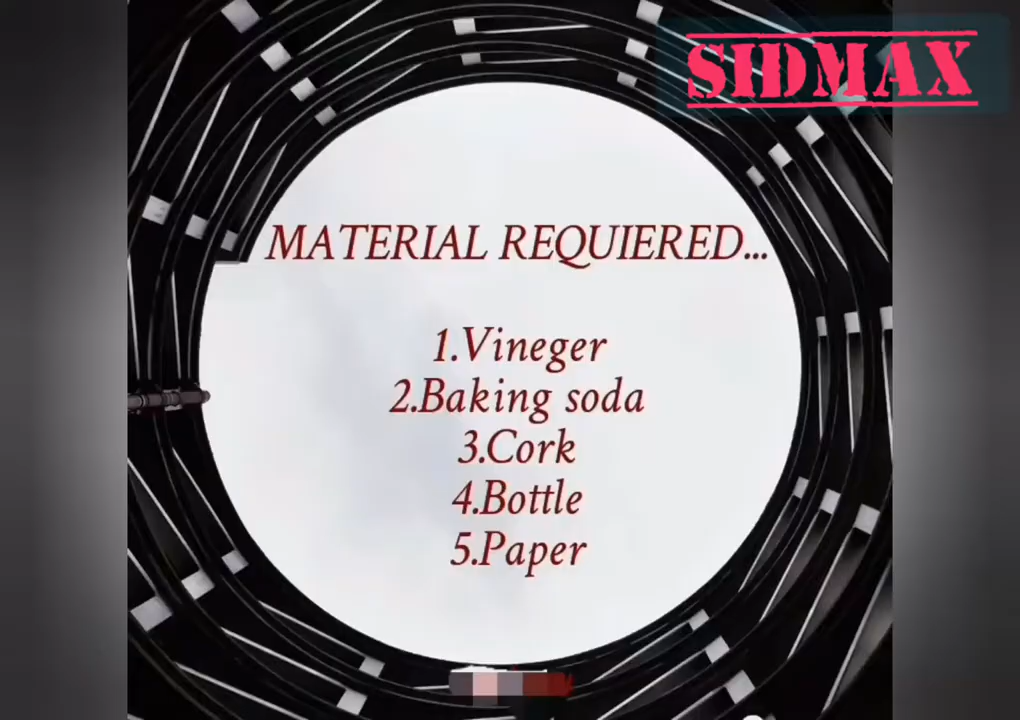 SIDMAX
MATERIAL REQUIERED...
1.Vineger
2.Baking soda
3.Cork
4.Bottle
5.Paper